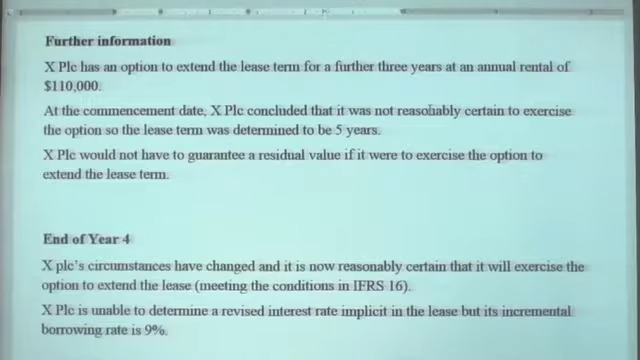 Further information
X Plc has an option to extend the lease term for a further three years at an annual rental of
$110,000.
At the commencement date, X Plc concluded that it was not reasonably certain to exercise
the option so the lease term was determined to be 5 years.
X Plc would not have to guarantee a residual value if it were to exercise the option to
extend the lease term.
End of Year 4
X plc's circumstances have changed and it is now reasonably certain that it will exercise the
option to extend the lease (meeting the conditions in IFRS 16).
X Plc is unable to determine a revised interest rate implicit in the lease but its incremental
borrowing rate is 9%.